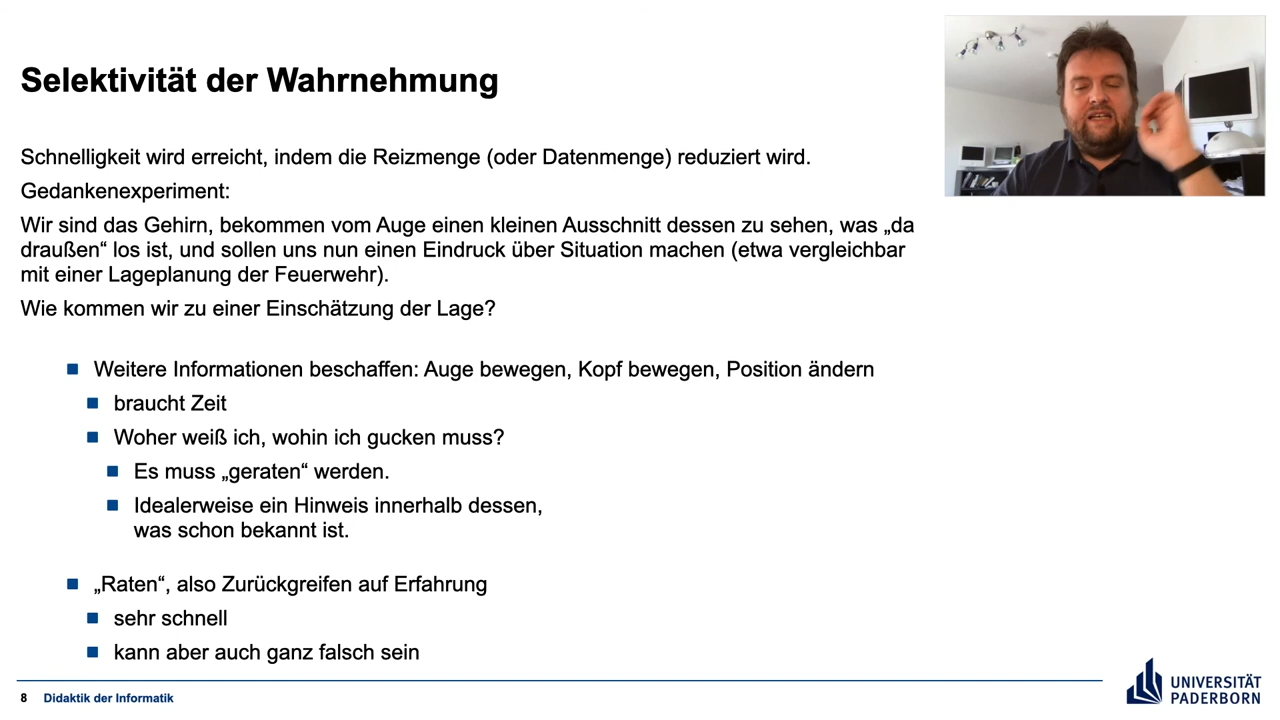 Selektivität der Wahrnehmung
Schnelligkeit wird erreicht, indem die Reizmenge (oder Datenmenge) reduziert wird.
Gedankenexperiment:
Wir sind das Gehirn, bekommen vom Auge einen kleinen Ausschnitt dessen zu sehen, was „da
draußen“ los ist, und sollen uns nun einen Eindruck über Situation machen (etwa vergleichbar
mit einer Lageplanung der Feuerwehr).
Wie kommen wir zu einer Einschätzung der Lage?
Weitere Informationen beschaffen: Auge bewegen, Kopf bewegen, Position ändern
braucht Zeit
Woher weiß ich, wohin ich gucken muss?
Es muss „geraten“ werden.
Idealerweise ein Hinweis innerhalb dessen,
was schon bekannt ist.
„Raten“, also Zurückgreifen auf Erfahrung
sehr schnell
kann aber auch ganz falsch sein
8 Didaktik der Informatik
UNIVERSITÄT
PADERBORN